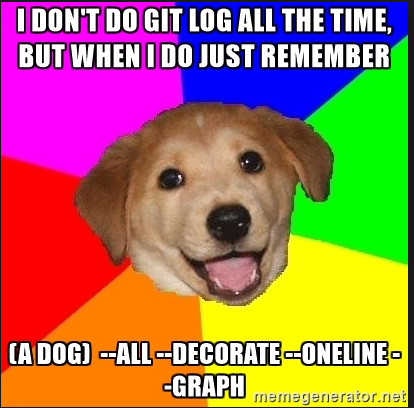 I DON'T DO GIT LOG ALL THE TIME,
BUT WHEN I DO JUST REMEMBER
(A DOG) --ALL --DECORATE --ONELINE -
-GRAPH
memegenerator.net